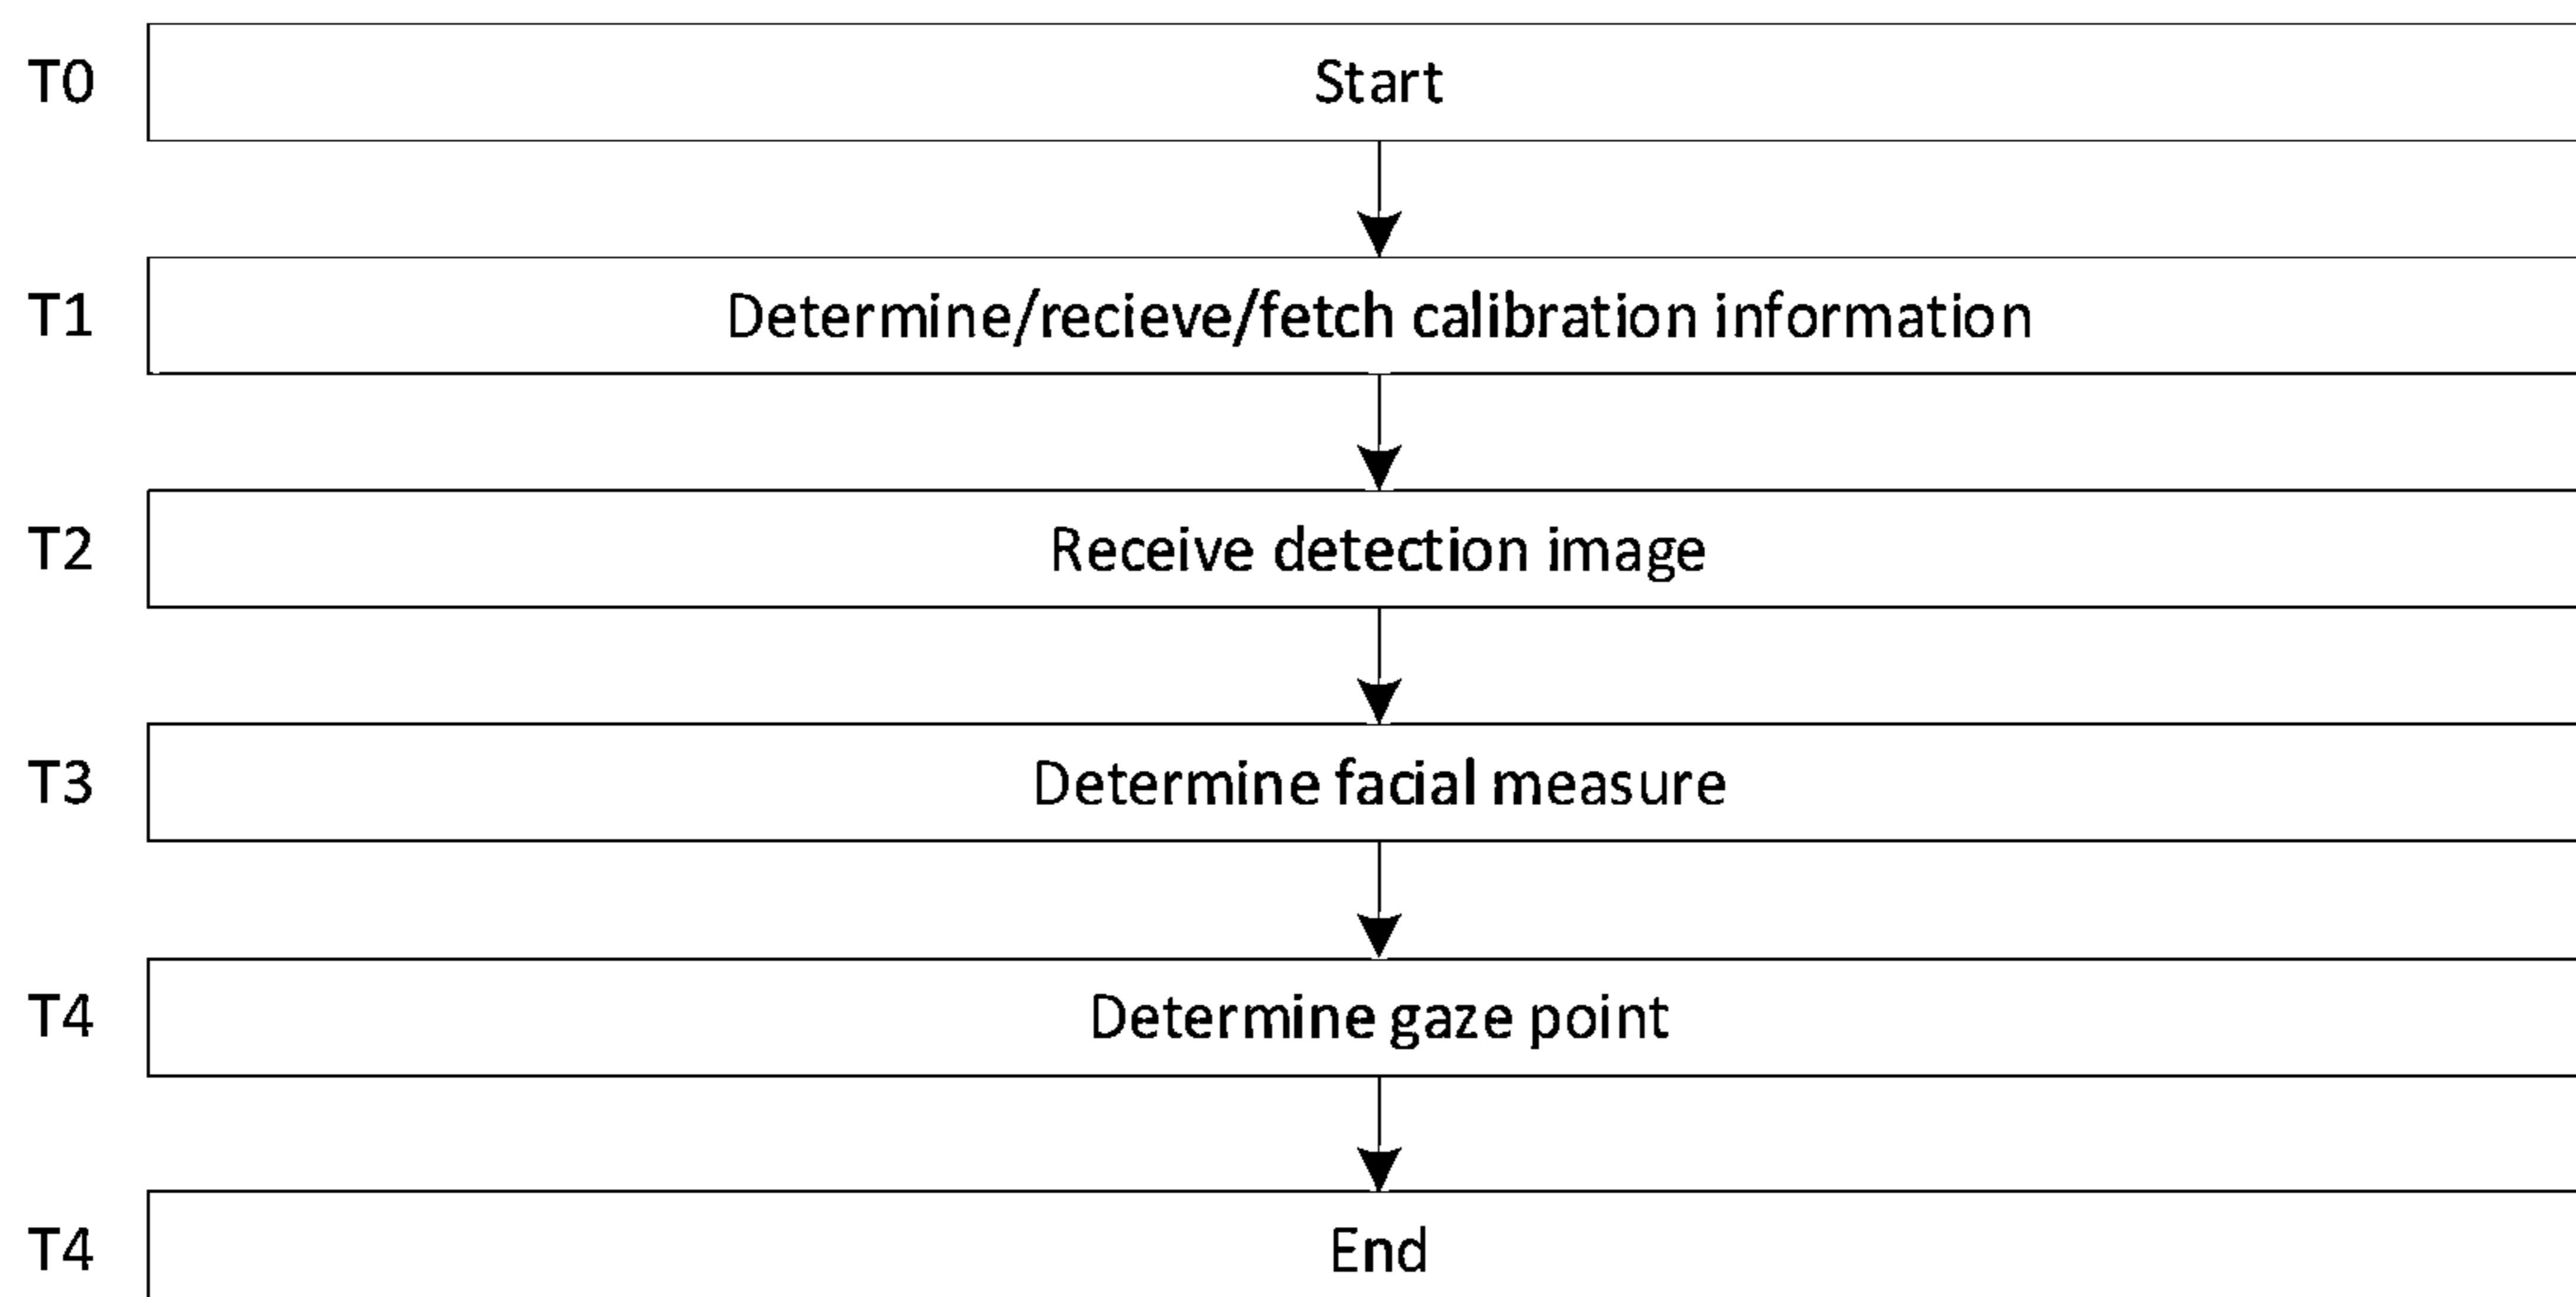 T0 Start
T1 Determine/recieve/fetch calibration information
T2 Receive detection image
T3 Determine facial measure
T4 Determine gaze point
T4 End